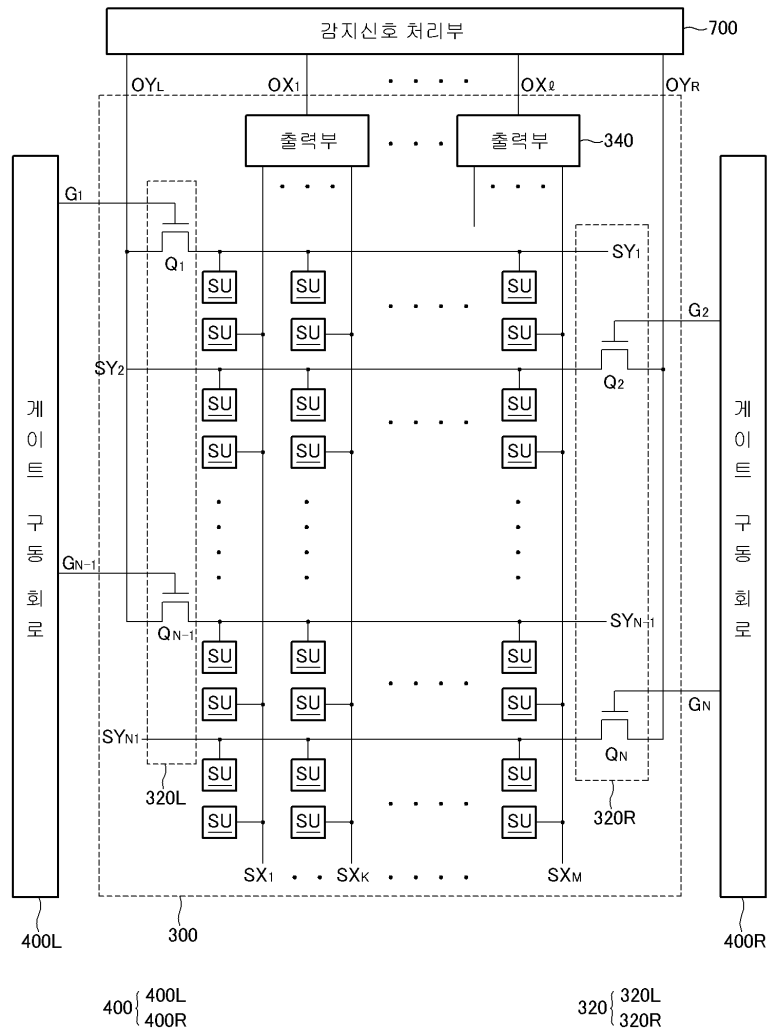 감지신호 처리부
700
OYL OX1 OXℓ OYR
출력부 출력부 340
G1
Q1 SY1
SU SU SU
G2
SU SU SU
SY2 Q2
SU SU SU
SU SU SU
게이트 구동 회로
게이트 구동 회로
GN-1
QN-1 SYN-1
SU SU SU
SU SU SU
GN
SYN1 QN
SU SU SU
320L 320R
SU SU SU
SX1 SXK SXM
300
400L 400R
400 { 400L
400R
320 { 320L
320R